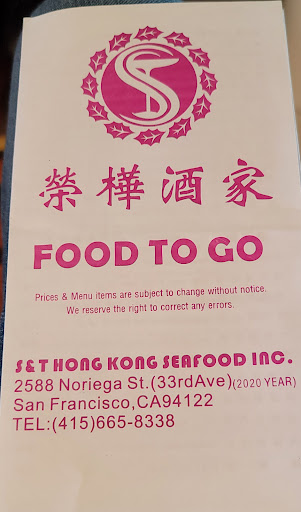 榮樺酒家
FOOD TO GO
Prices & Menu items are subject to change without notice.
We reserve the right to correct any errors.
S&T HONG KONG SEAFOOD INC.
2588 Noriega St.(33rdAve)(2020 YEAR)
San Francisco,CA94122
TEL:(415)665-8338